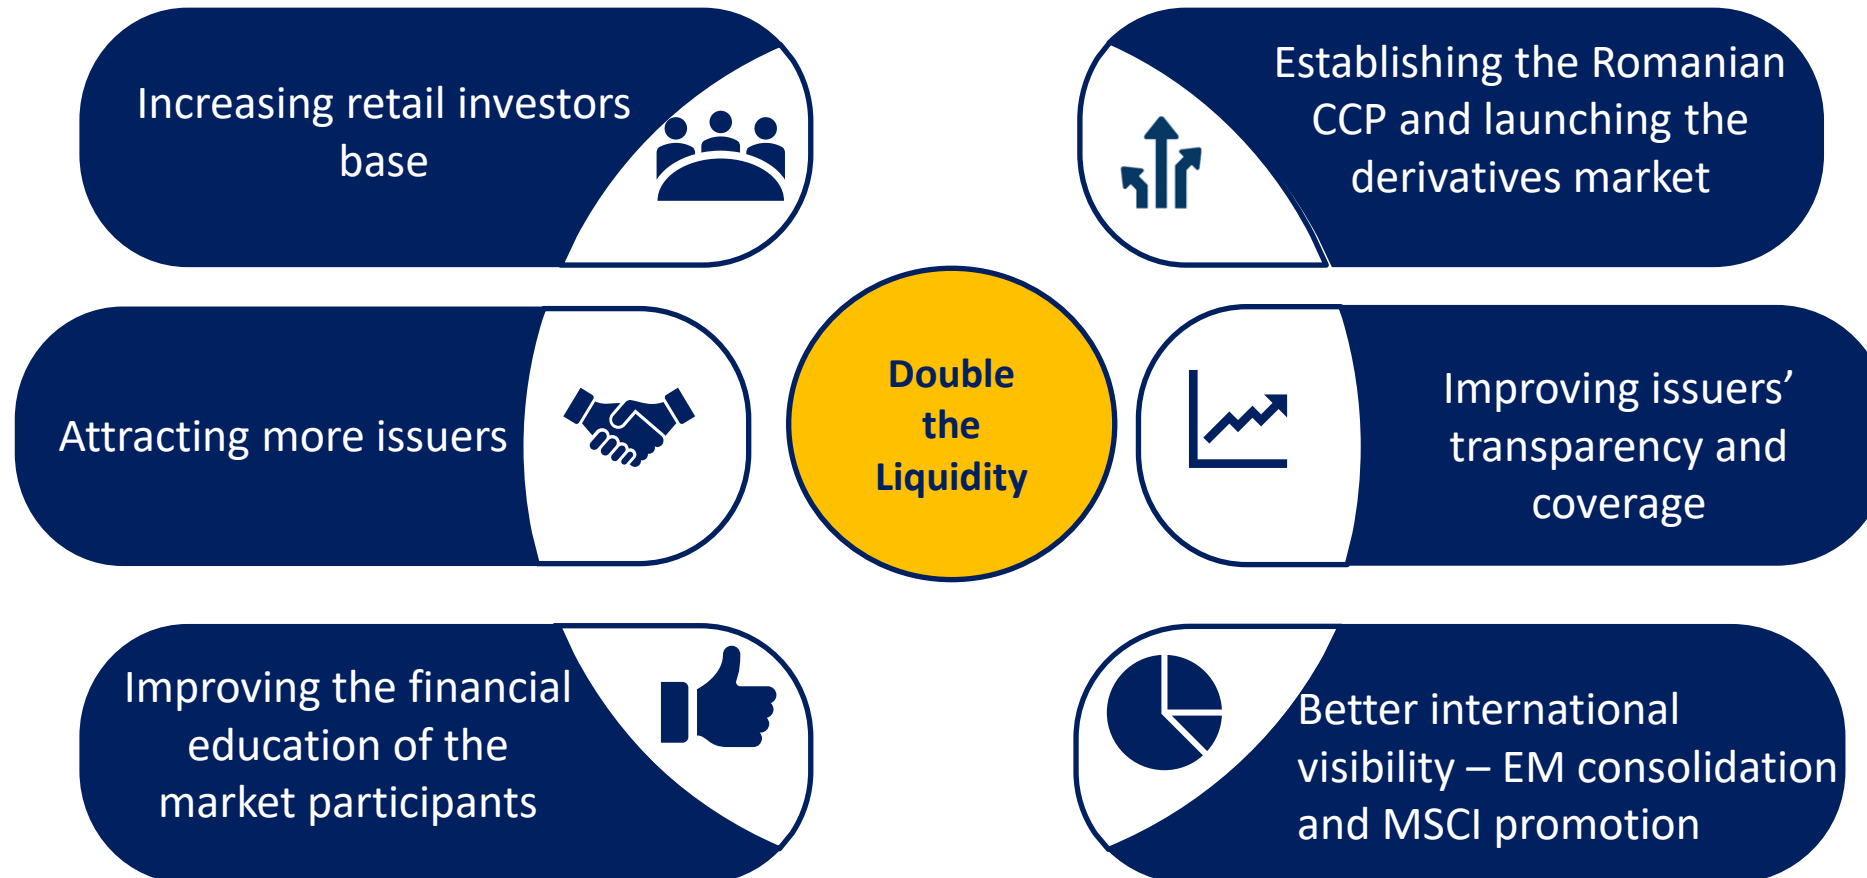 Increasing retail investors
base
Establishing the Romanian
CCP and launching the
derivatives market
Attracting more issuers
Double
the
Liquidity
Improving issuers’
transparency and
coverage
Improving the financial
education of the
market participants
Better international
visibility – EM consolidation
and MSCI promotion